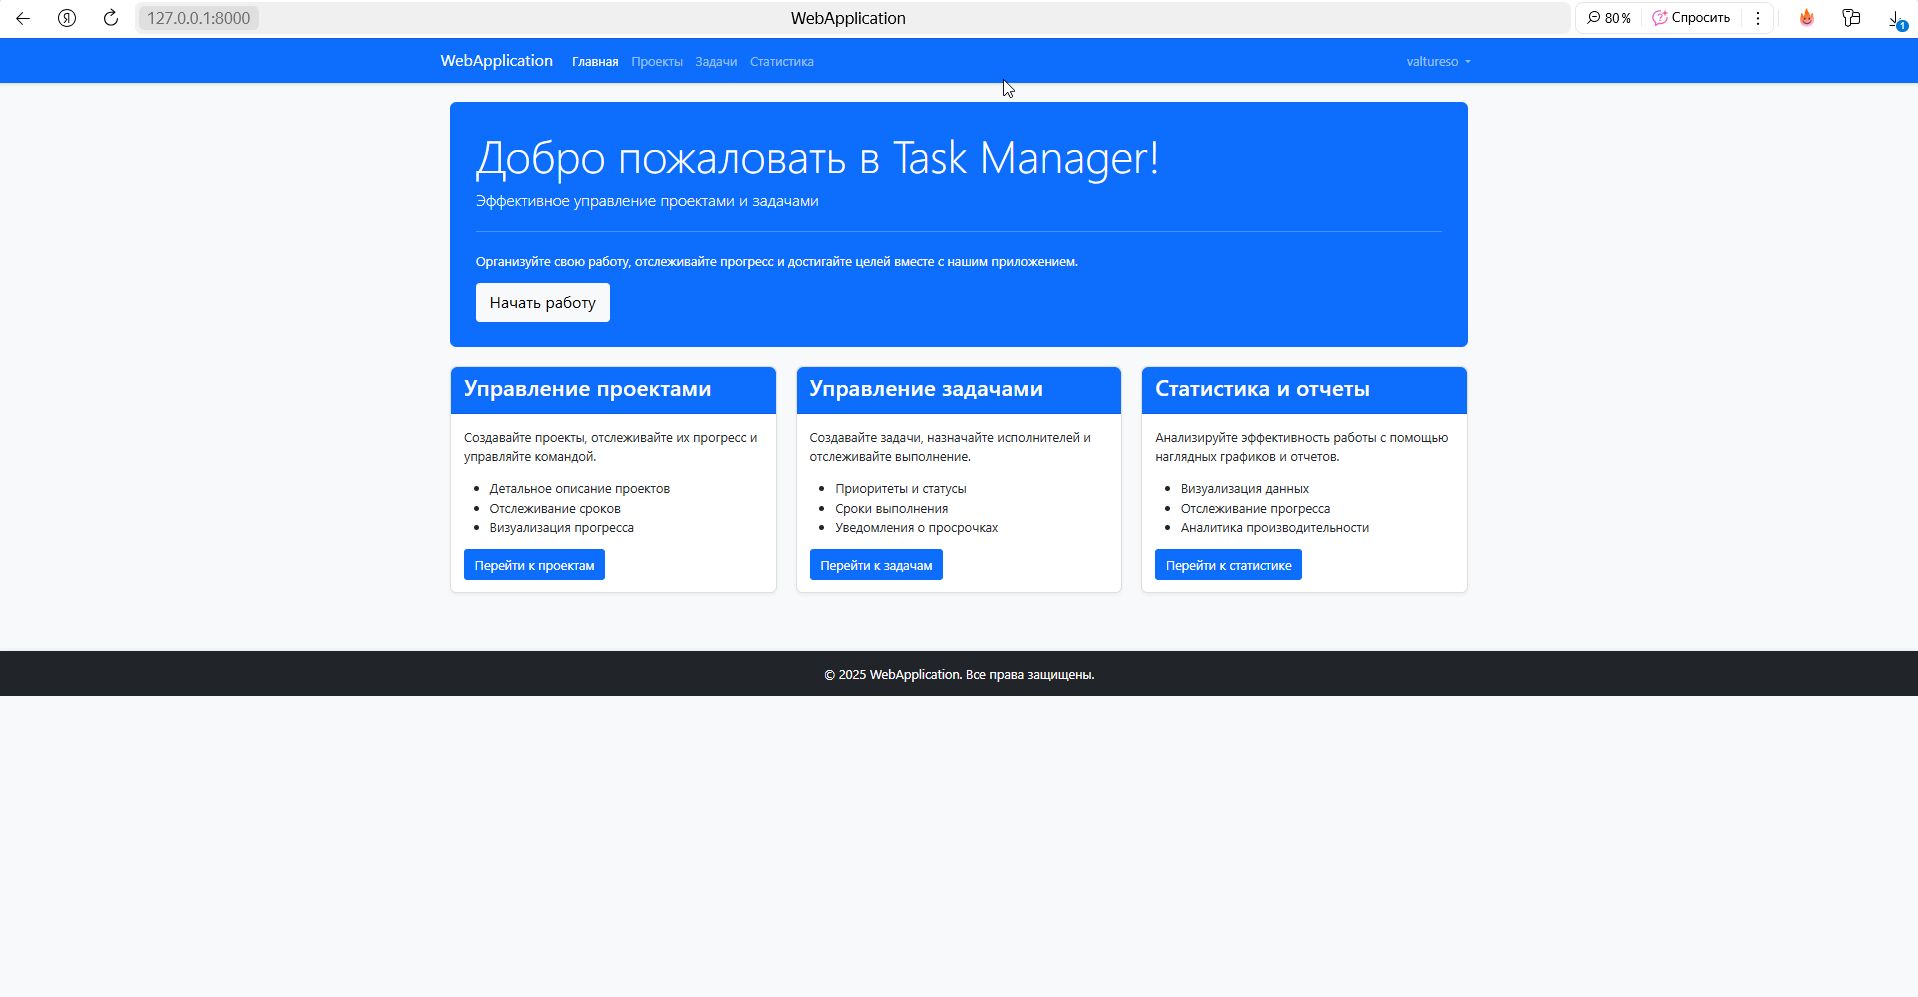 127.0.0.1:8000
WebApplication
80%
Спросить
1
WebApplication
Главная
Проекты
Задачи
Статистика
valtureso
Добро пожаловать в Task Manager!
Эффективное управление проектами и задачами
Организуйте свою работу, отслеживайте прогресс и достигайте целей вместе с нашим приложением.
Начать работу
Управление проектами
Создавайте проекты, отслеживайте их прогресс и
управляйте командой.
Детальное описание проектов
Отслеживание сроков
Визуализация прогресса
Перейти к проектам
Управление задачами
Создавайте задачи, назначайте исполнителей и
отслеживайте выполнение.
Приоритеты и статусы
Сроки выполнения
Уведомления о просрочках
Перейти к задачам
Статистика и отчеты
Анализируйте эффективность работы с помощью
наглядных графиков и отчетов.
Визуализация данных
Отслеживание прогресса
Аналитика производительности
Перейти к статистике
© 2025 WebApplication. Все права защищены.